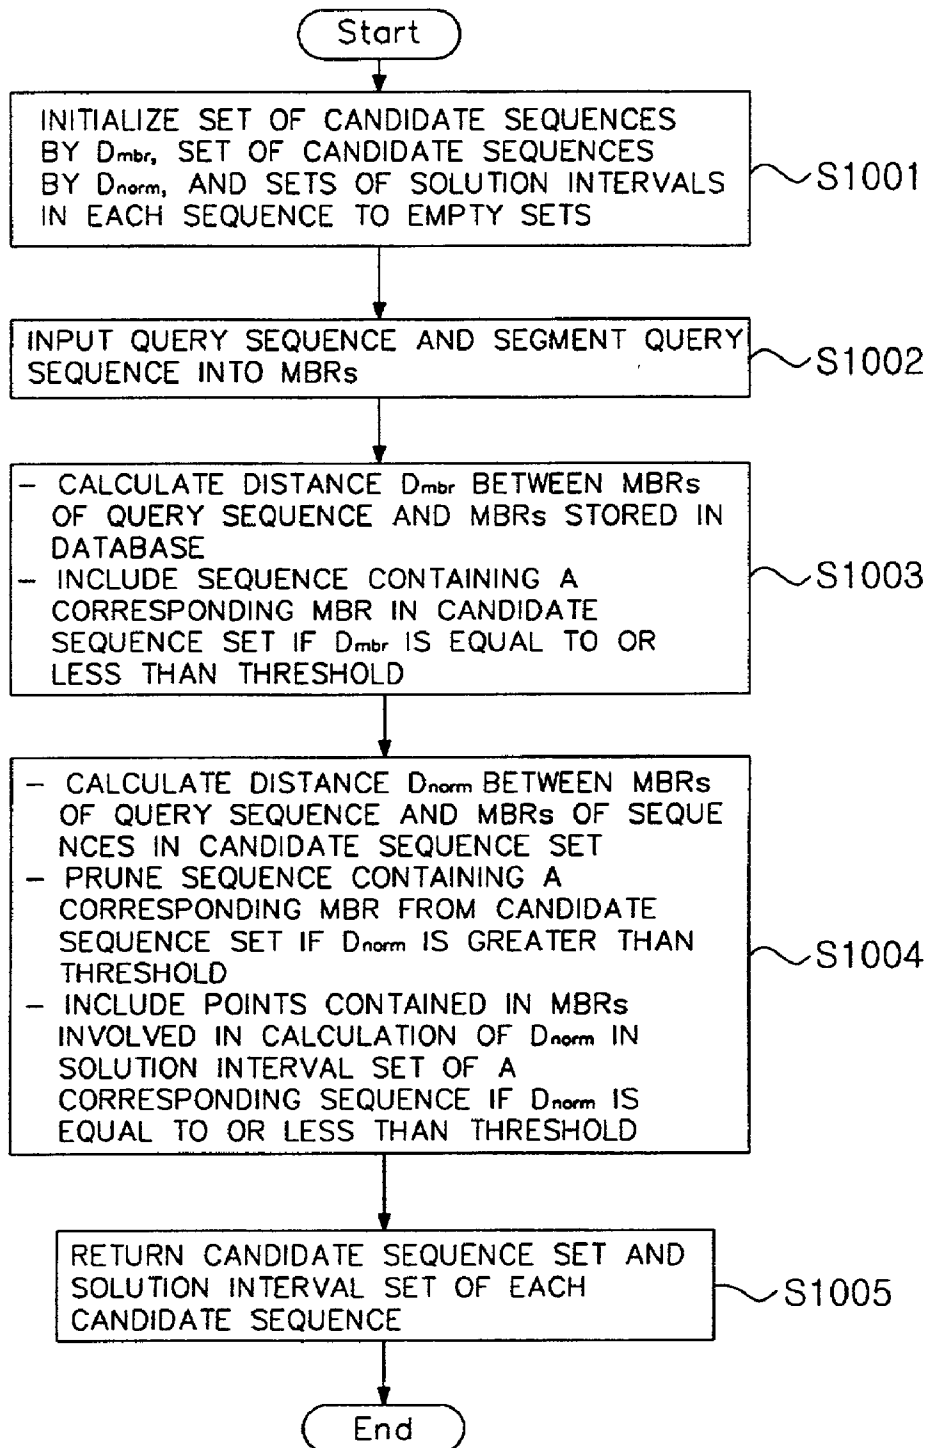 Start
INITIALIZE SET OF CANDIDATE SEQUENCES
BY Dmbr, SET OF CANDIDATE SEQUENCES
BY Dnorm, AND SETS OF SOLUTION INTERVALS
IN EACH SEQUENCE TO EMPTY SETS
S1001
INPUT QUERY SEQUENCE AND SEGMENT QUERY
SEQUENCE INTO MBRs
S1002
– CALCULATE DISTANCE Dmbr BETWEEN MBRs
OF QUERY SEQUENCE AND MBRs STORED IN
DATABASE
– INCLUDE SEQUENCE CONTAINING A
CORRESPONDING MBR IN CANDIDATE
SEQUENCE SET IF Dmbr IS EQUAL TO OR
LESS THAN THRESHOLD
S1003
– CALCULATE DISTANCE Dnorm BETWEEN MBRs
OF QUERY SEQUENCE AND MBRs OF SEQUE
NCES IN CANDIDATE SEQUENCE SET
– PRUNE SEQUENCE CONTAINING A
CORRESPONDING MBR FROM CANDIDATE
SEQUENCE SET IF Dnorm IS GREATER THAN
THRESHOLD
– INCLUDE POINTS CONTAINED IN MBRs
INVOLVED IN CALCULATION OF Dnorm IN
SOLUTION INTERVAL SET OF A
CORRESPONDING SEQUENCE IF Dnorm IS
EQUAL TO OR LESS THAN THRESHOLD
S1004
RETURN CANDIDATE SEQUENCE SET AND
SOLUTION INTERVAL SET OF EACH
CANDIDATE SEQUENCE
S1005
End